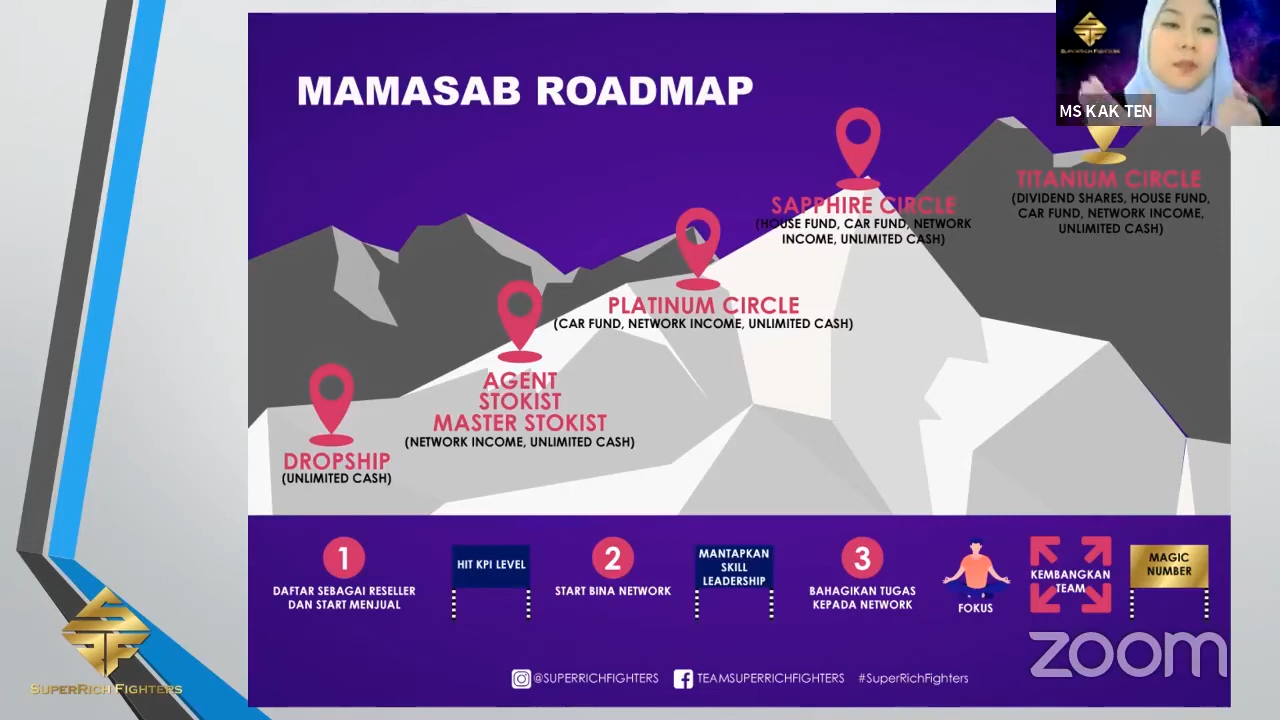 MAMASAB ROADMAP
SUPERRICH FIGHTERS
MS KAK TEN
TITANIUM CIRCLE
(DIVIDEND SHARES, HOUSE FUND,
CAR FUND, NETWORK INCOME,
UNLIMITED CASH)
SAPPHIRE CIRCLE
(HOUSE FUND, CAR FUND, NETWORK
INCOME, UNLIMITED CASH)
PLATINUM CIRCLE
(CAR FUND, NETWORK INCOME, UNLIMITED CASH)
AGENT
STOKIST
MASTER STOKIST
(NETWORK INCOME, UNLIMITED CASH)
DROPSHIP
(UNLIMITED CASH)
1
DAFTAR SEBAGAI RESELLER
DAN START MENJUAL
HIT KPI LEVEL
2
START BINA NETWORK
MANTAPKAN
SKILL
LEADERSHIP
3
BAHAGIKAN TUGAS
KEPADA NETWORK
FOKUS
KEMBANGKAN
TEAM
MAGIC
NUMBER
zoom
SUPERRICH FIGHTERS
@SUPERRICHFIGHTERS
TEAMSUPERRICHFIGHTERS
#SuperRichFighters